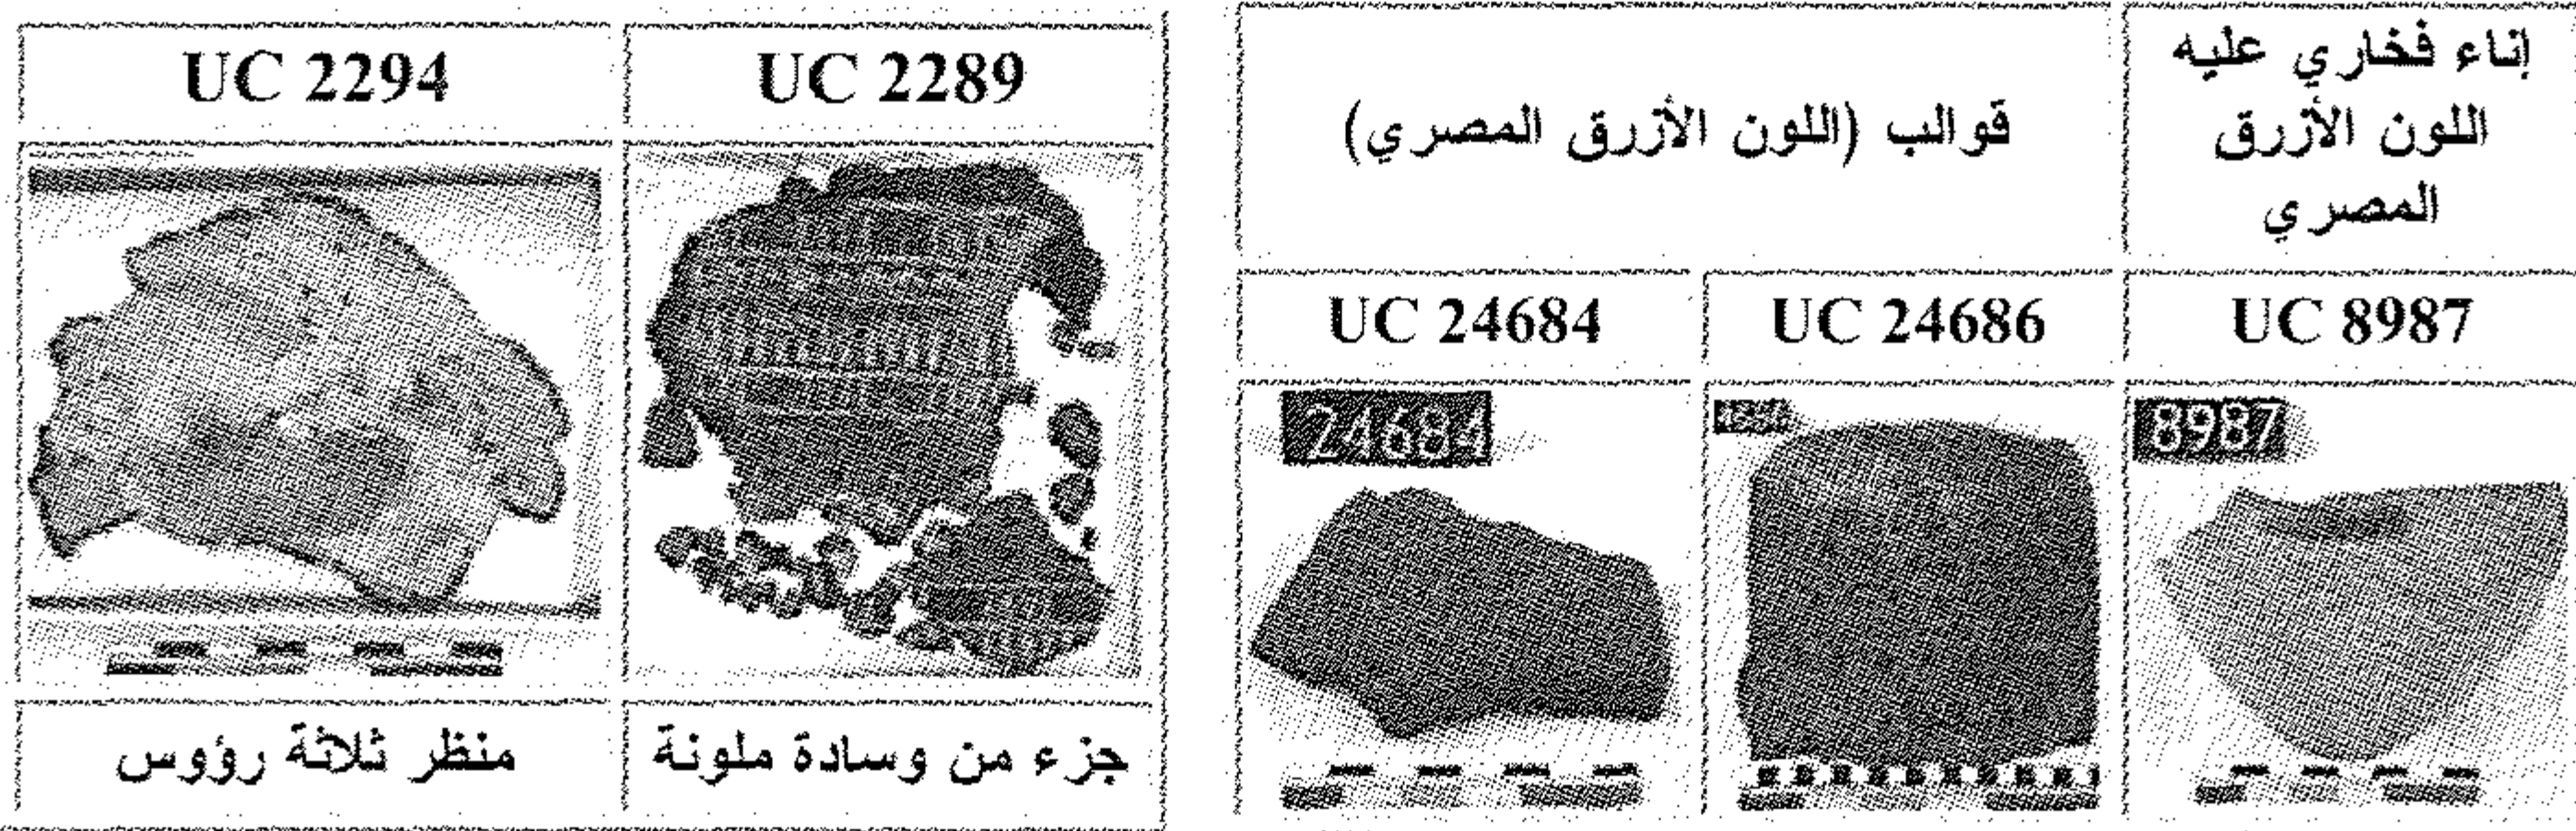 UC 2294
UC 2289
منظر ثلاثة رؤوس
جزء من وسادة ملونة
إناء فخاري عليه
اللون الأزرق
المصري
قوالب (اللون الأزرق المصري)
UC 24684
UC 24686
UC 8987
24684
8987